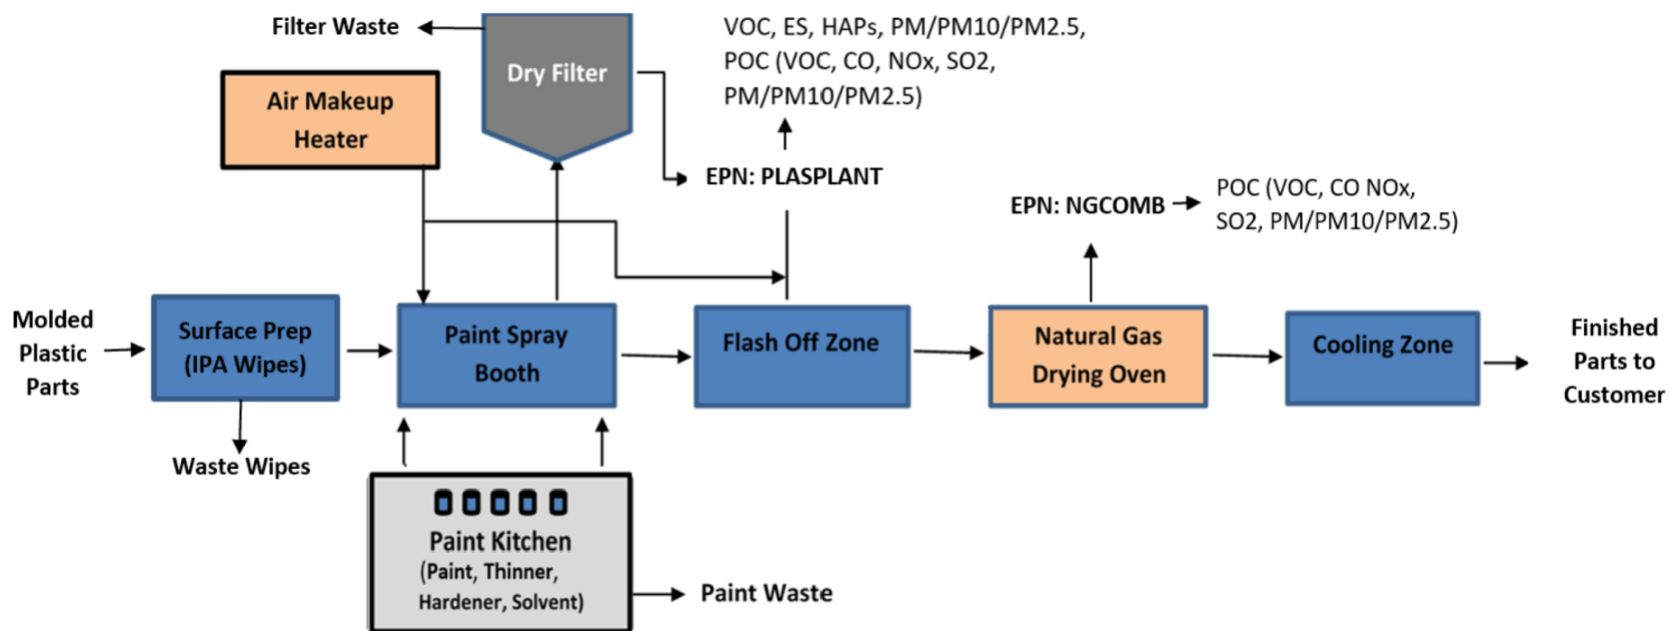 Filter Waste
Dry Filter
VOC, ES, HAPs, PM/PM10/PM2.5,
POC (VOC, CO, NOx, SO2,
PM/PM10/PM2.5)
Air Makeup
Heater
EPN: PLASPLANT
EPN: NGCOMB
POC (VOC, CO NOx,
SO2, PM/PM10/PM2.5)
Molded
Plastic
Parts
Surface Prep
(IPA Wipes)
Paint Spray
Booth
Flash Off Zone
Natural Gas
Drying Oven
Cooling Zone
Finished
Parts to
Customer
Waste Wipes
Paint Kitchen
(Paint, Thinner,
Hardener, Solvent)
Paint Waste